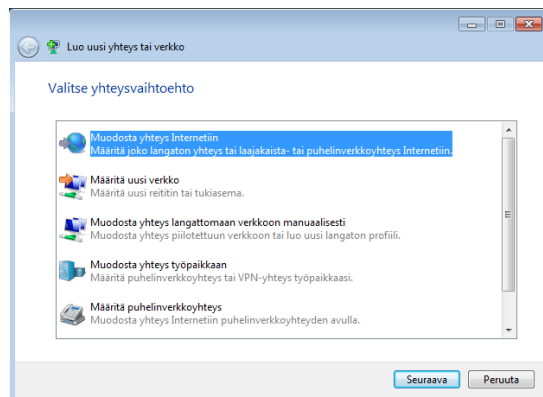 Luo uusi yhteys tai verkko
Valitse yhteysvaihtoehto
Muodosta yhteys Internetiin
Määritä joko langaton yhteys tai laajakaista- tai puhelinverkkoyhteys Internetiin.
Määritä uusi verkko
Määritä uusi reititin tai tukiasema.
Muodosta yhteys langattomaan verkkoon manuaalisesti
Muodosta yhteys piilotettuun verkkoon tai luo uusi langaton profiili.
Muodosta yhteys työpaikkaan
Määritä puhelinverkkoyhteys tai VPN-yhteys työpaikkaasi.
Määritä puhelinverkkoyhteys
Muodosta yhteys Internetiin puhelinverkkoyhteyden avulla.
Seuraava Peruuta